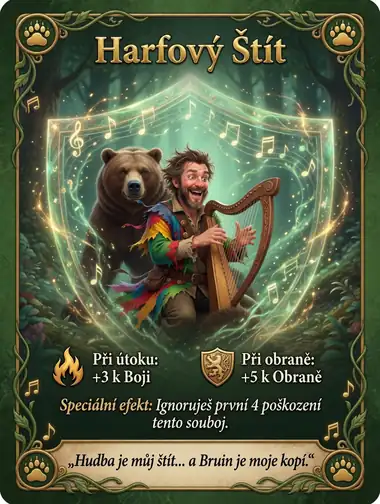 Harfový Štít
Při útoku:
+3 k Boji
Při obraně:
+5 k Obraně
Speciální efekt: Ignoruješ první 4 poškození
tento souboj.
„Hudba je můj štít... a Bruin je moje kopí.“